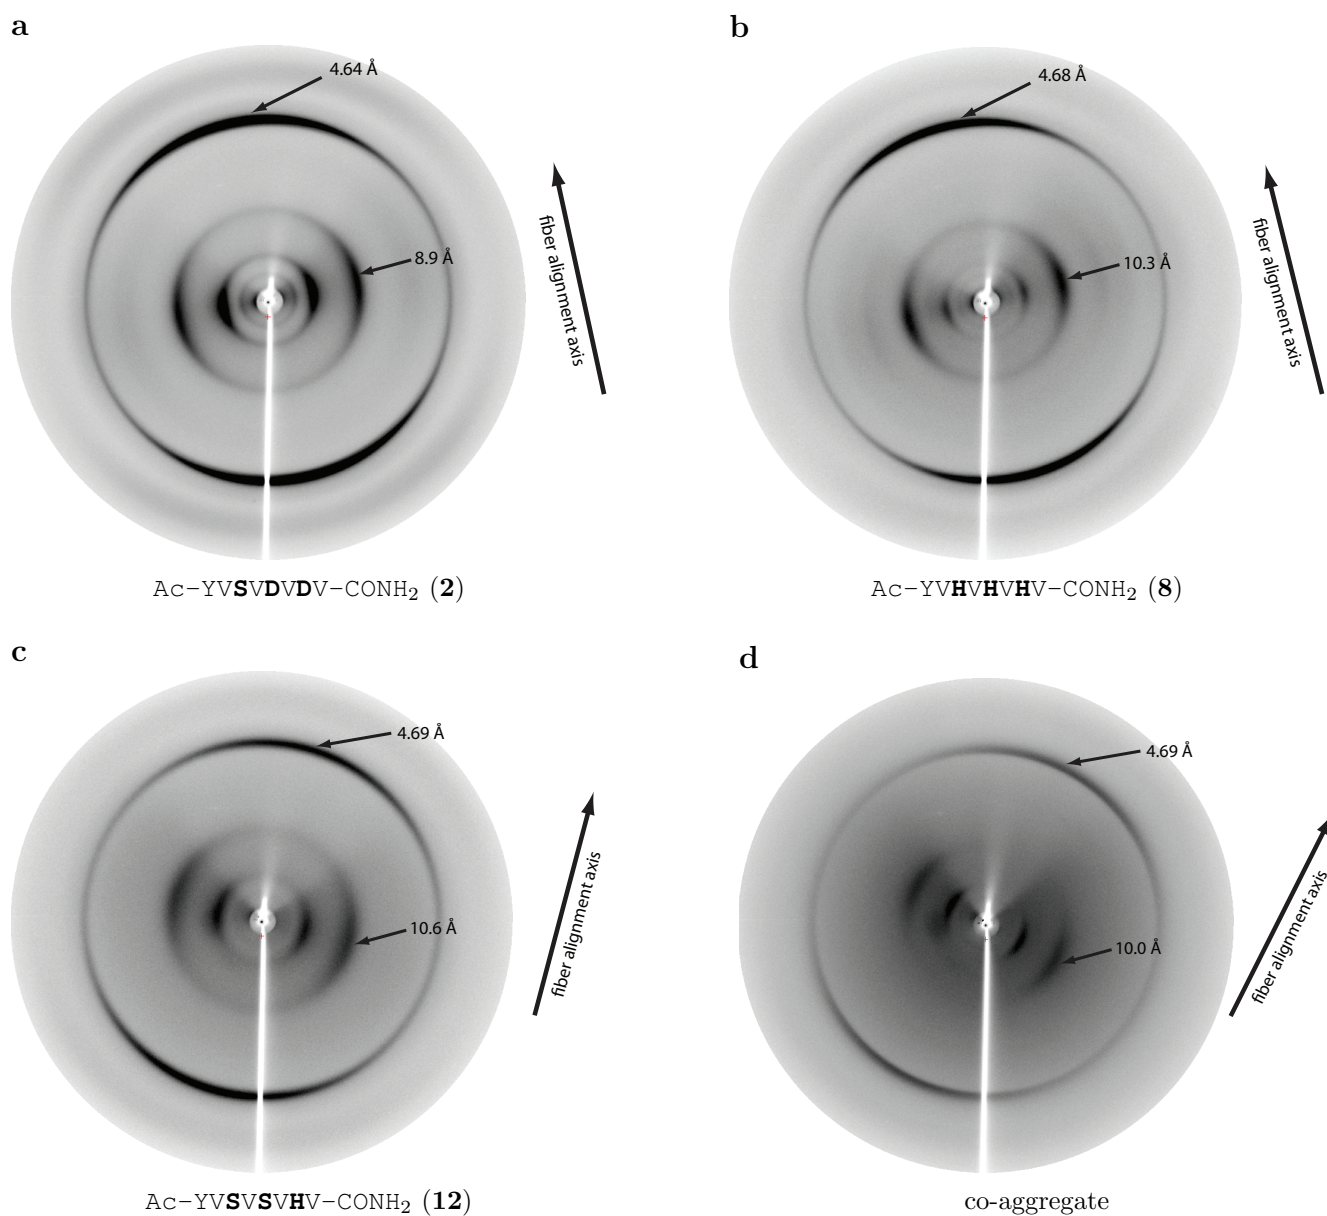 a
4.64 Å
8.9 Å
fiber alignment axis
Ac–YVSVDVDV–CONH₂ (2)
b
4.68 Å
10.3 Å
fiber alignment axis
Ac–YVHVHVHV–CONH₂ (8)
c
4.69 Å
10.6 Å
fiber alignment axis
Ac–YVSVSVHV–CONH₂ (12)
d
4.69 Å
10.0 Å
fiber alignment axis
co-aggregate